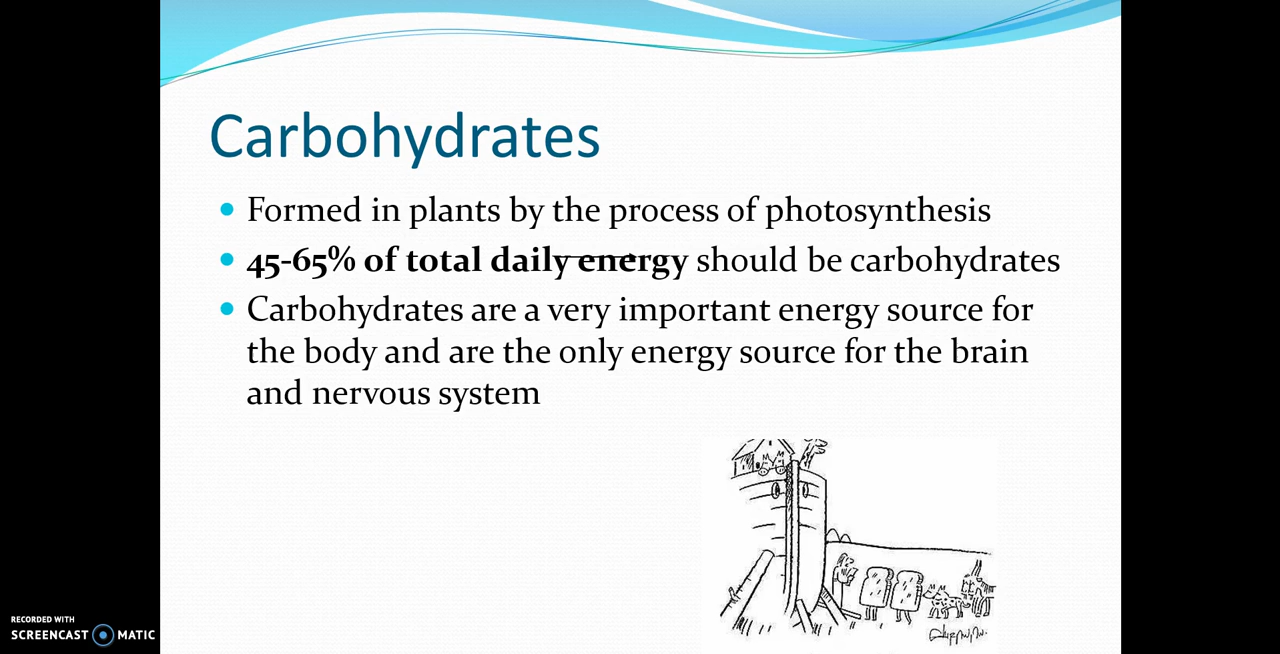 Carbohydrates
Formed in plants by the process of photosynthesis
45-65% of total daily energy should be carbohydrates
Carbohydrates are a very important energy source for
the body and are the only energy source for the brain
and nervous system
RECORDED WITH
SCREENCAST MATIC